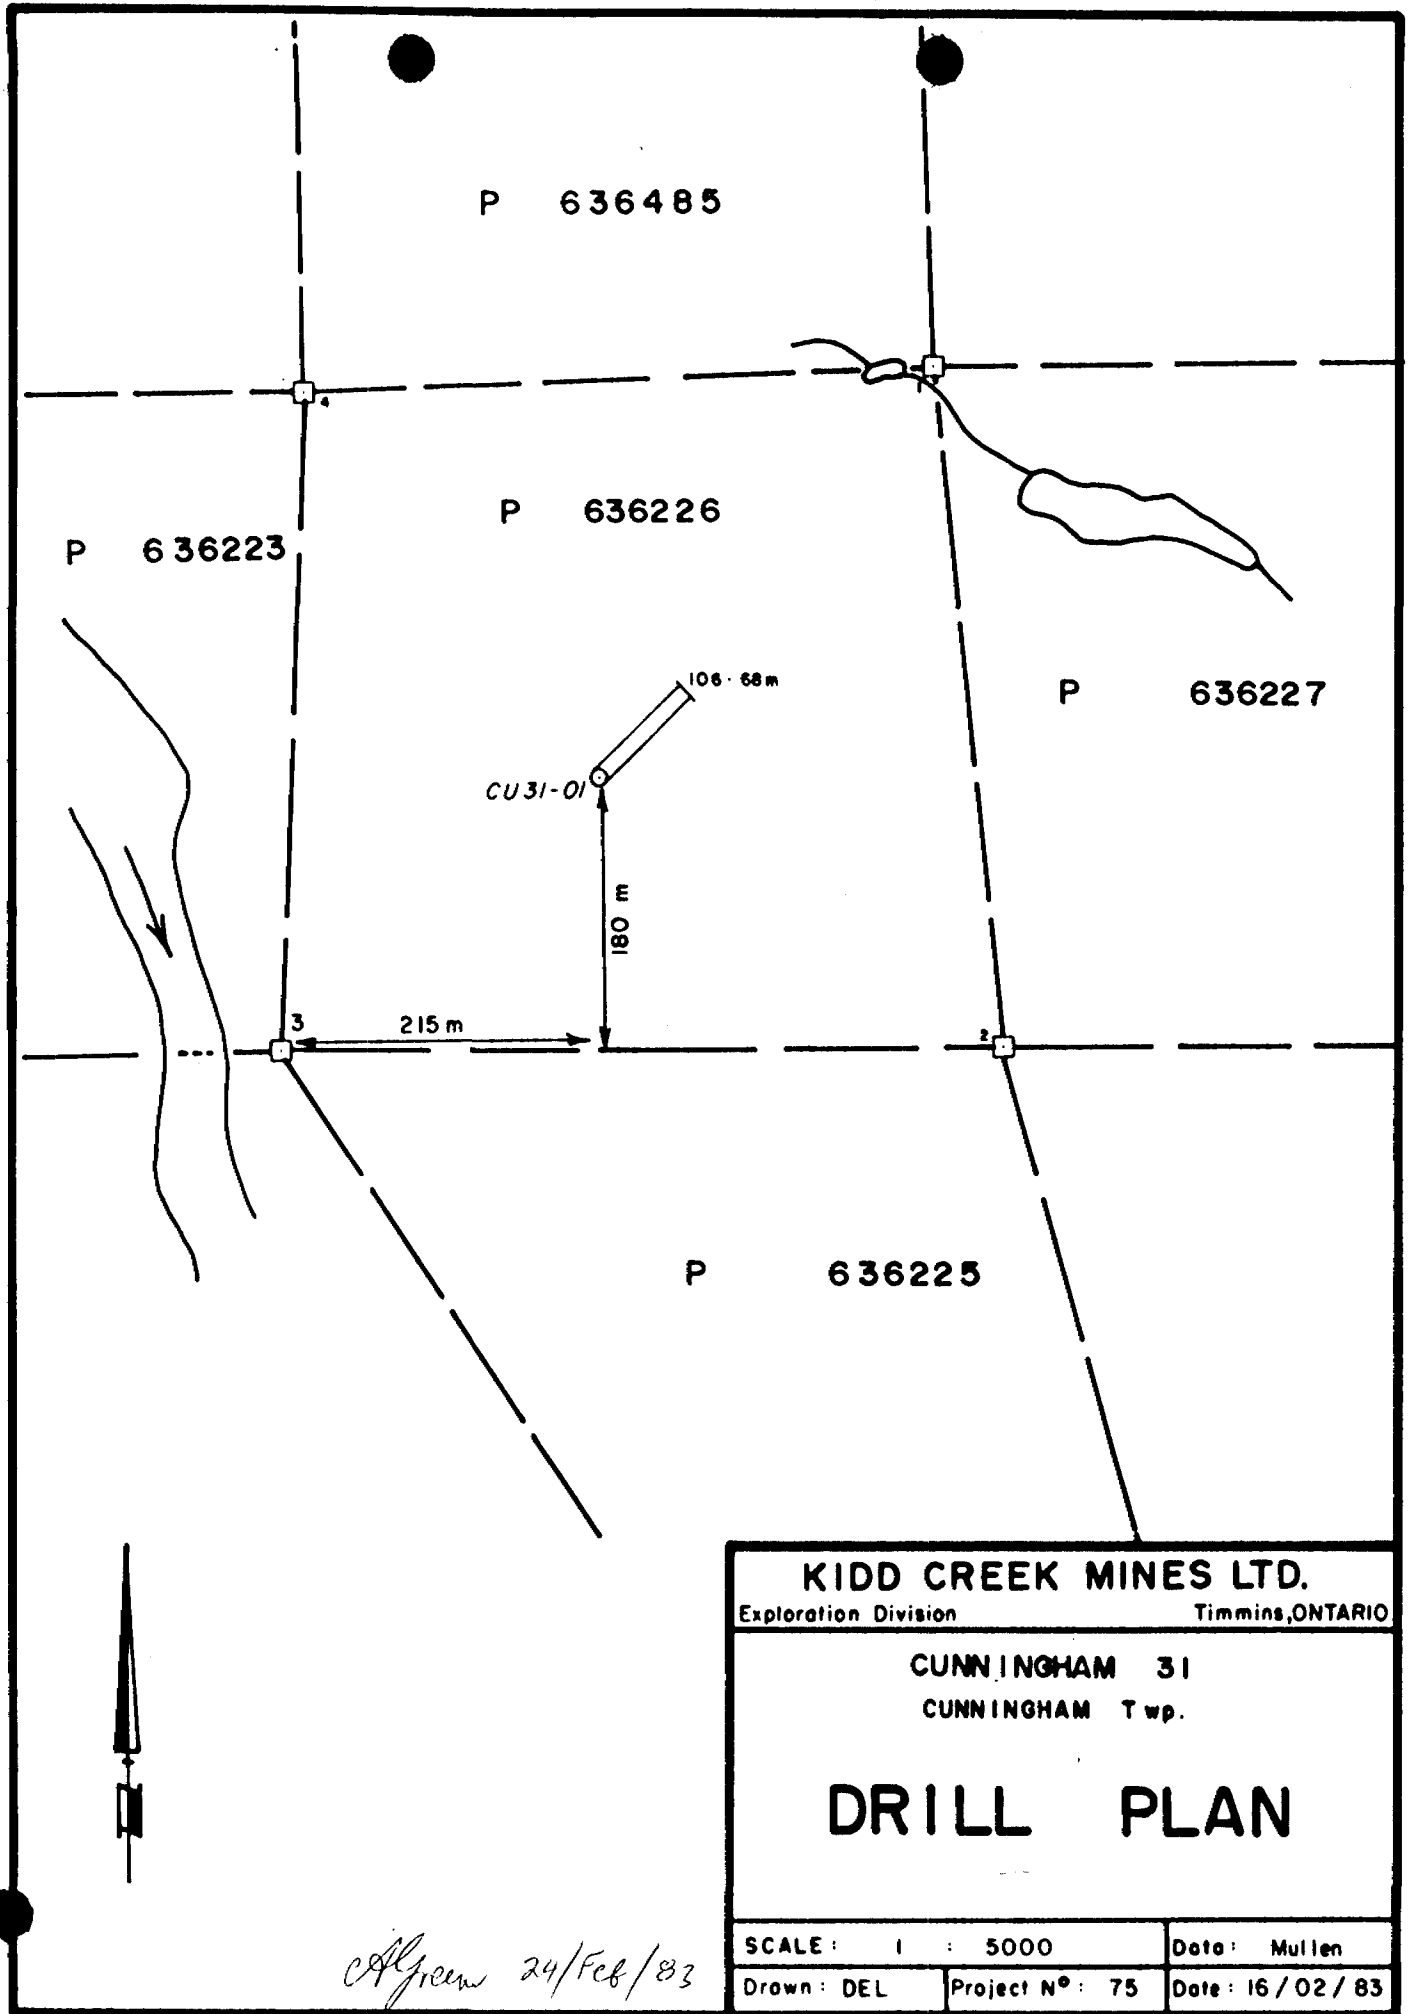 P 636485
4
P 636226
P 636223
106.68m
P 636227
CU31-01
180 m
3
215 m
2
P 636225
KIDD CREEK MINES LTD.
Exploration Division Timmins, ONTARIO
CUNNINGHAM 31
CUNNINGHAM Twp.
DRILL PLAN
SCALE: 1 : 5000 Data: Mullen
Drawn: DEL Project Nº: 75 Date: 16/02/83
AGreen 24/Feb/83